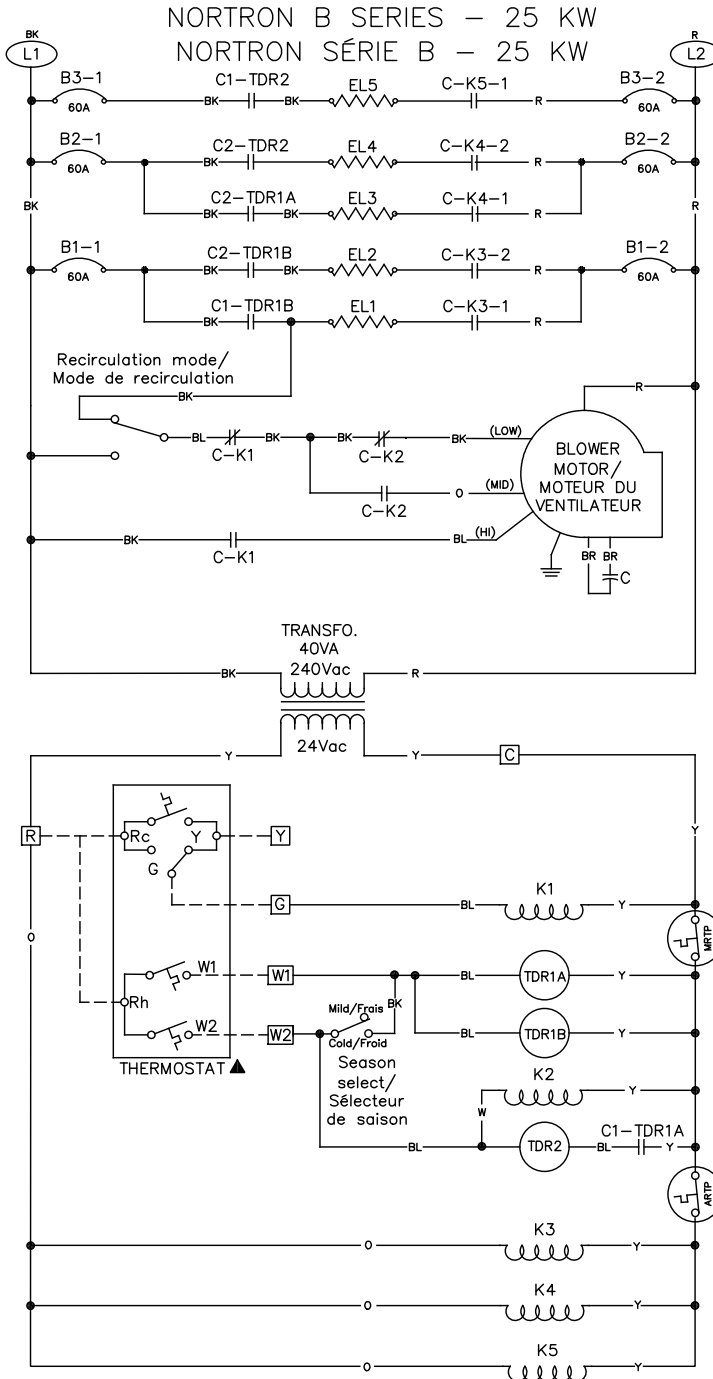 NORTRON B SERIES – 25 KW
NORTRON SÉRIE B – 25 KW
BK
L1
R
L2
B3-1
60A
BK
C1-TDR2
BK
EL5
C-K5-1
R
B3-2
60A
B2-1
60A
BK
C2-TDR2
BK
EL4
C-K4-2
R
B2-2
60A
BK
R
BK
C2-TDR1A
BK
EL3
C-K4-1
R
B1-1
60A
BK
C2-TDR1B
BK
EL2
C-K3-2
R
B1-2
60A
BK
C1-TDR1B
EL1
C-K3-1
R
Recirculation mode/
Mode de recirculation
BK
R
BL
C-K1
BK
BK
C-K2
BK
(LOW)
C-K2
O
(MID)
BK
C-K1
BL
(HI)
BLOWER
MOTOR/
MOTEUR DU
VENTILATEUR
BR
BR
C
TRANSFO.
40VA
240Vac
BK
R
24Vac
Y
Y
C
Y
R
Rc
Y
Y
G
G
BL
K1
Y
MRTP
O
W1
W1
BL
TDR1A
Y
Rh
BK
W2
W2
Mild/Frais
Cold/Froid
BL
TDR1B
Y
THERMOSTAT
Season
select/
Sélecteur
de saison
K2
Y
W
BL
TDR2
BL
C1-TDR1A
Y
ARTP
O
K3
Y
O
K4
Y
O
K5
Y